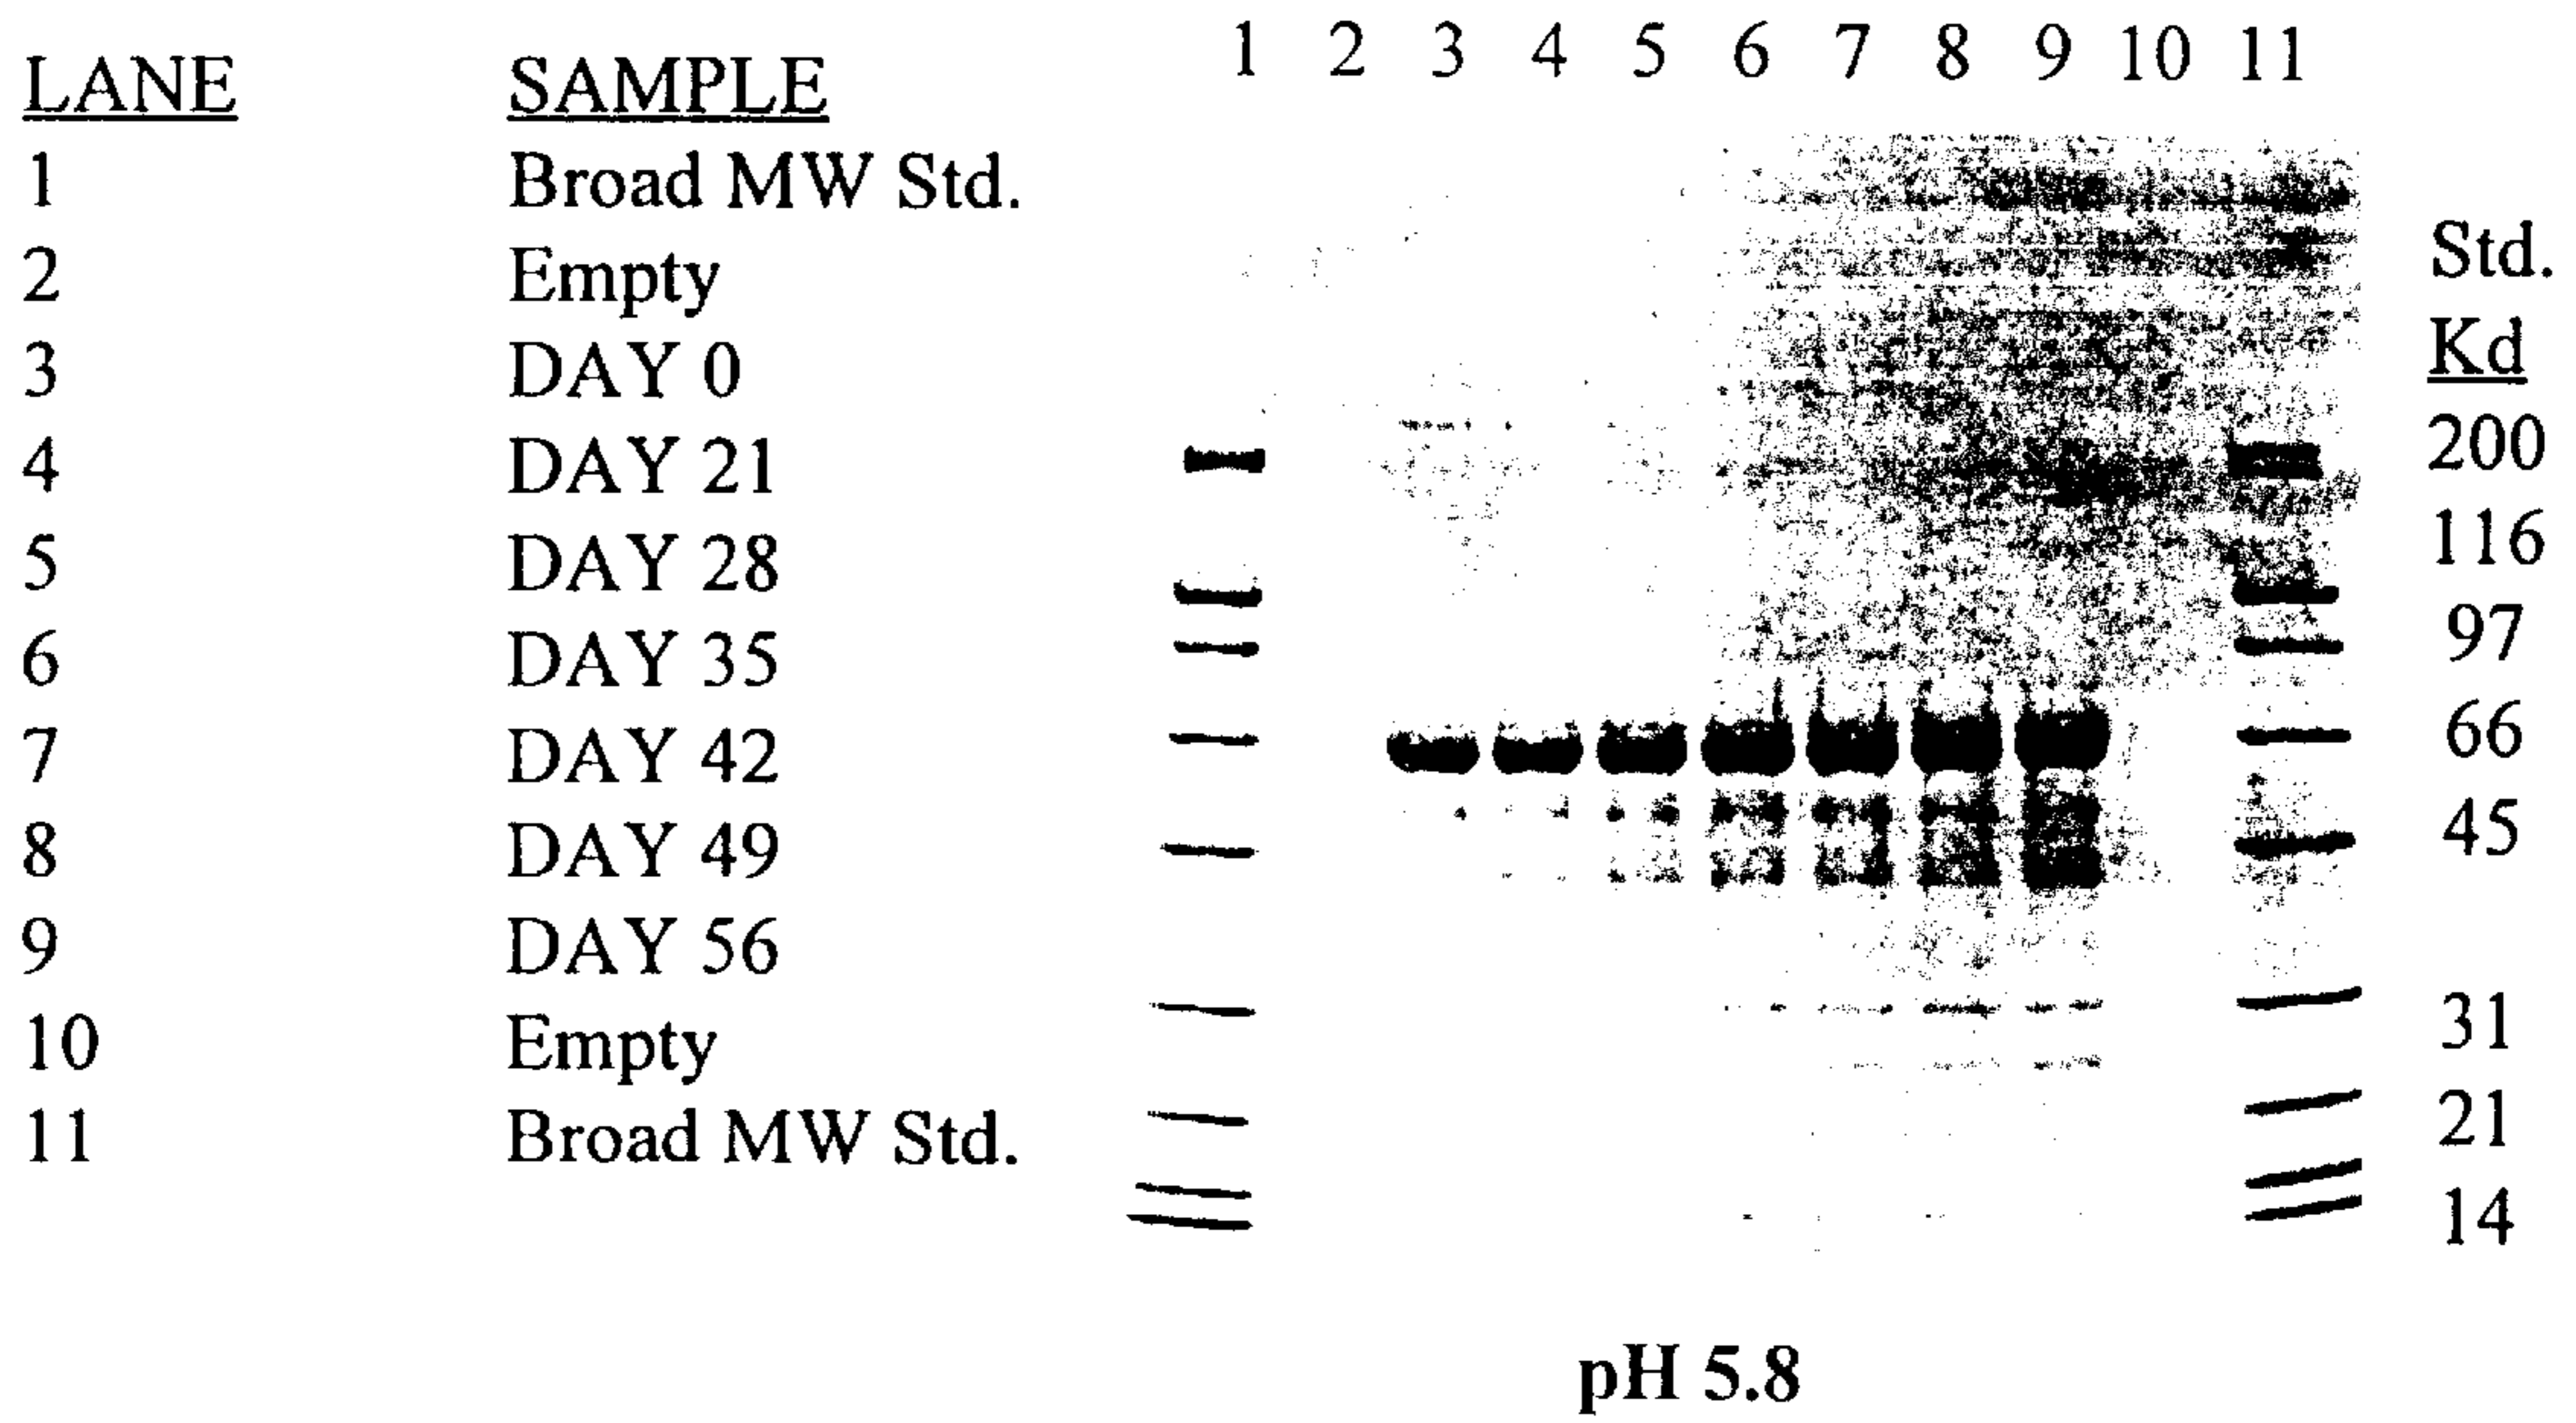 1 2 3 4 5 6 7 8 9 10 11
LANE SAMPLE
1 Broad MW Std.
2 Empty
3 DAY 0
4 DAY 21
5 DAY 28
6 DAY 35
7 DAY 42
8 DAY 49
9 DAY 56
10 Empty
11 Broad MW Std.
Std.
Kd
200
116
97
66
45
31
21
14
pH 5.8